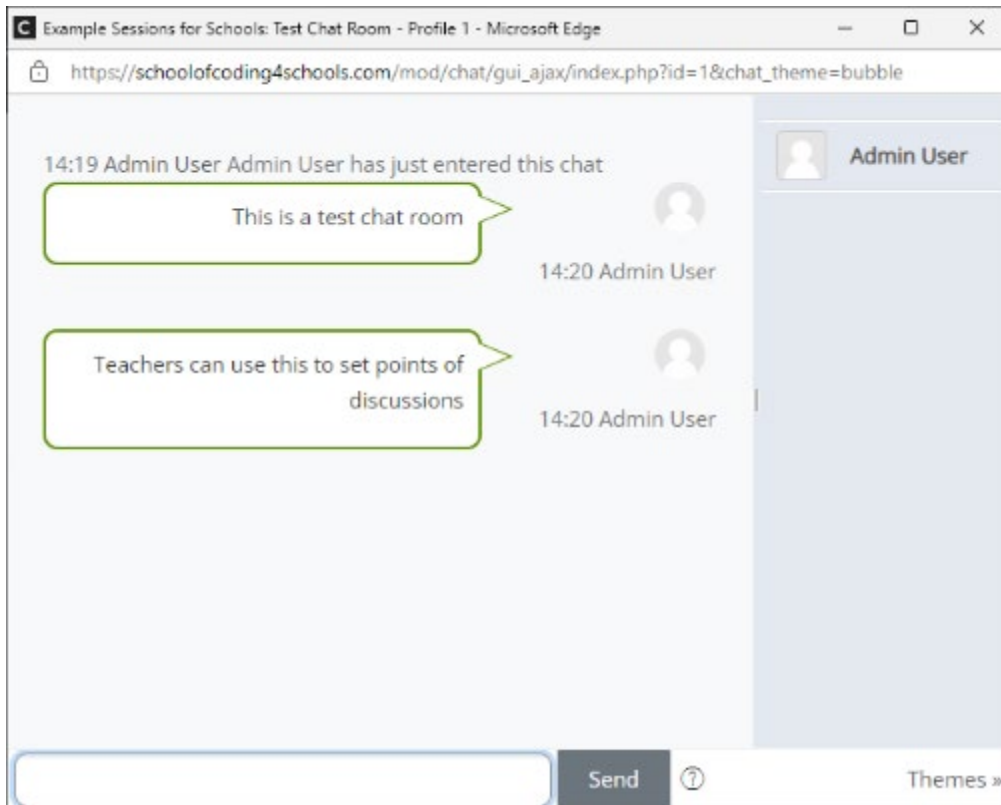 C Example Sessions for Schools: Test Chat Room - Profile 1 - Microsoft Edge
https://schoolofcoding4schools.com/mod/chat/gui_ajax/index.php?id=1&chat_theme=bubble
14:19 Admin User Admin User has just entered this chat
Admin User
This is a test chat room
14:20 Admin User
Teachers can use this to set points of
discussions
14:20 Admin User
Send ?
Themes »